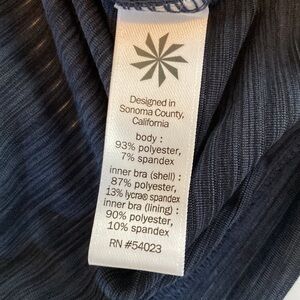 Designed in
Sonoma County,
California
body :
93% polyester,
7% spandex
inner bra (shell) :
87% polyester,
13% lycra® spandex
inner bra (lining) :
90% polyester,
10% spandex
RN #54023